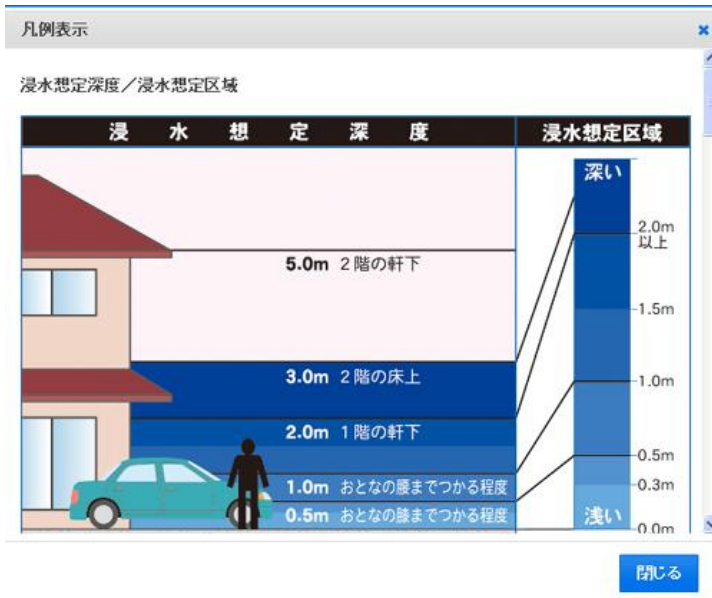 凡例表示
浸水想定深度／浸水想定区域
浸水想定深度
浸水想定区域
深い
2.0m
以上
5.0m 2階の軒下
1.5m
3.0m 2階の床上
1.0m
2.0m 1階の軒下
0.5m
1.0m おとなの腰までつかる程度
0.3m
0.5m おとなの膝までつかる程度
浅い
0.0m
閉じる